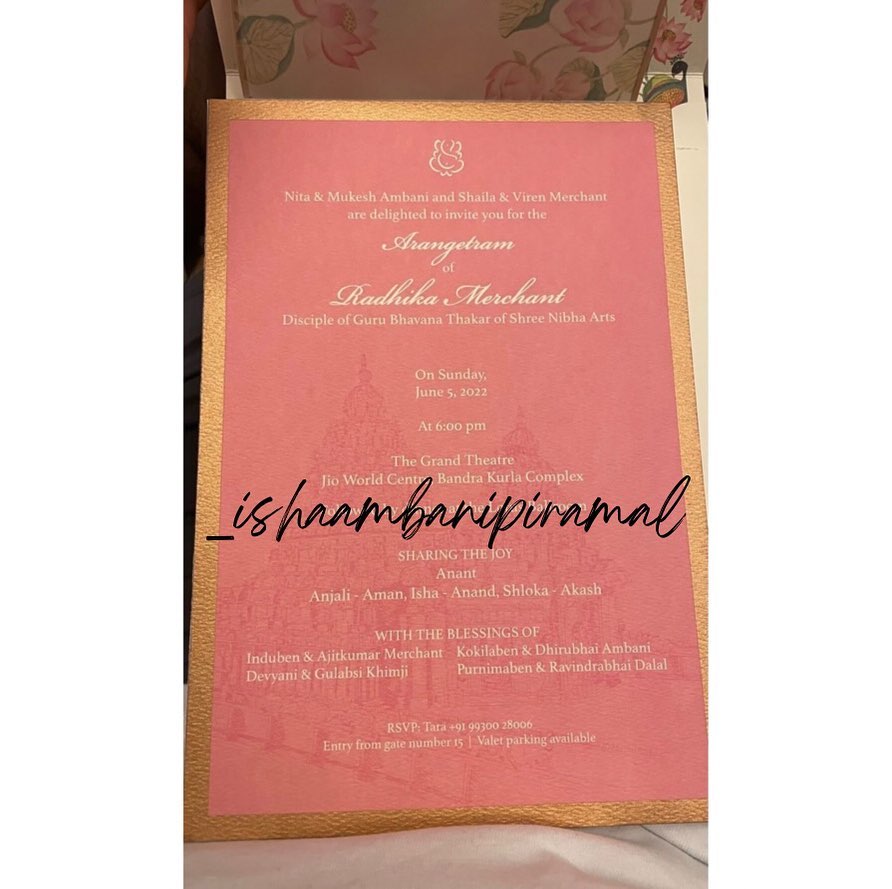 Nita & Mukesh Ambani and Shaila & Viren Merchant
are delighted to invite you for the
Arangetram
of
Radhika Merchant
Disciple of Guru Bhavana Thakar of Shree Nibha Arts
On Sunday,
June 5, 2022
At 6:00 pm
The Grand Theatre
Jio World Centre, Bandra Kurla Complex
_ishaambanipiramal
SHARING THE JOY
Anant
Anjali - Aman, Isha - Anand, Shloka - Akash
WITH THE BLESSINGS OF
Induben & Ajitkumar Merchant Kokilaben & Dhirubhai Ambani
Devyani & Gulabsi Khimji Purnimaben & Ravindrabhai Dalal
RSVP: Tara +91 99300 28006
Entry from gate number 15 | Valet parking available